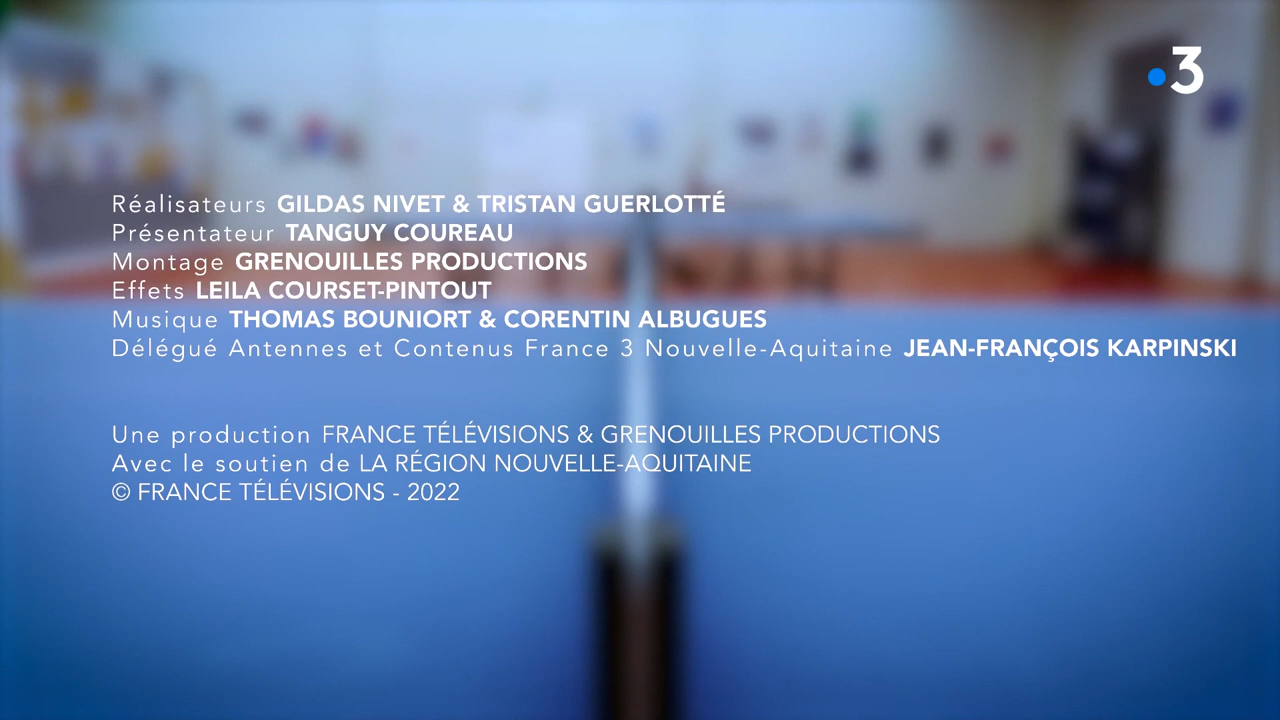 3
Réalisateurs GILDAS NIVET & TRISTAN GUERLOTTÉ
Présentateur TANGUY COUREAU
Montage GRENOUILLES PRODUCTIONS
Effets LEILA COURSET-PINTOUT
Musique THOMAS BOUNIORT & CORENTIN ALBUGUES
Délégué Antennes et Contenus France 3 Nouvelle-Aquitaine JEAN-FRANÇOIS KARPINSKI
Une production FRANCE TÉLÉVISIONS & GRENOUILLES PRODUCTIONS
Avec le soutien de LA RÉGION NOUVELLE-AQUITAINE
© FRANCE TÉLÉVISIONS - 2022